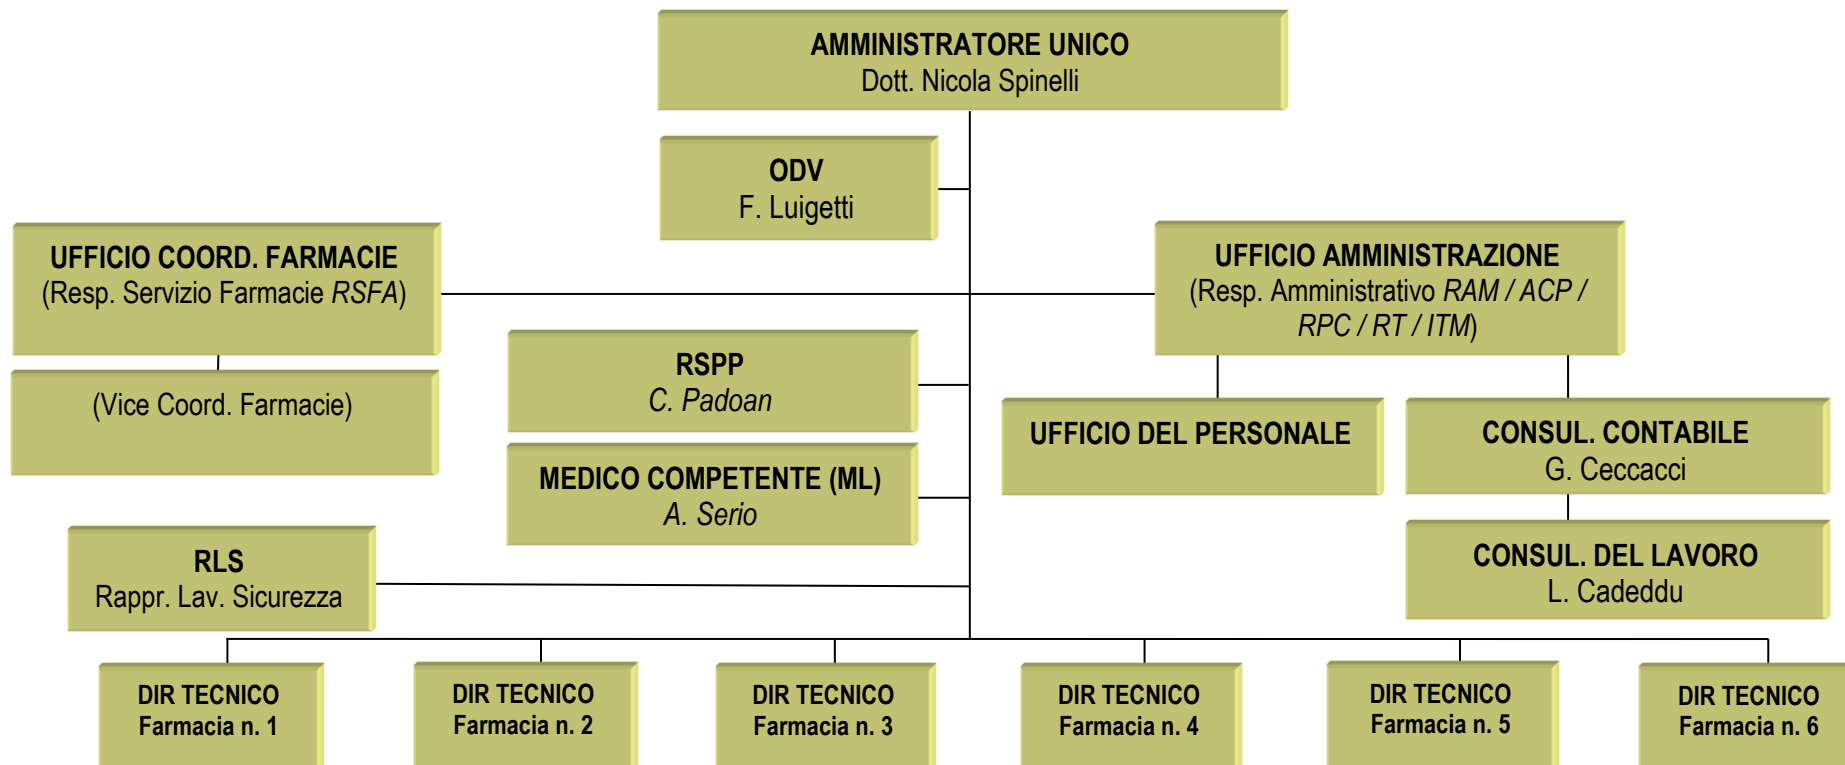 AMMINISTRATORE UNICO
Dott. Nicola Spinelli
ODV
F. Luigetti
UFFICIO COORD. FARMACIE
(Resp. Servizio Farmacie RSFA)
UFFICIO AMMINISTRAZIONE
(Resp. Amministrativo RAM / ACP /
RPC / RT / ITM)
(Vice Coord. Farmacie)
RSPP
C. Padoan
UFFICIO DEL PERSONALE
CONSUL. CONTABILE
G. Ceccacci
MEDICO COMPETENTE (ML)
A. Serio
RLS
Rappr. Lav. Sicurezza
CONSUL. DEL LAVORO
L. Cadeddu
DIR TECNICO
Farmacia n. 1
DIR TECNICO
Farmacia n. 2
DIR TECNICO
Farmacia n. 3
DIR TECNICO
Farmacia n. 4
DIR TECNICO
Farmacia n. 5
DIR TECNICO
Farmacia n. 6